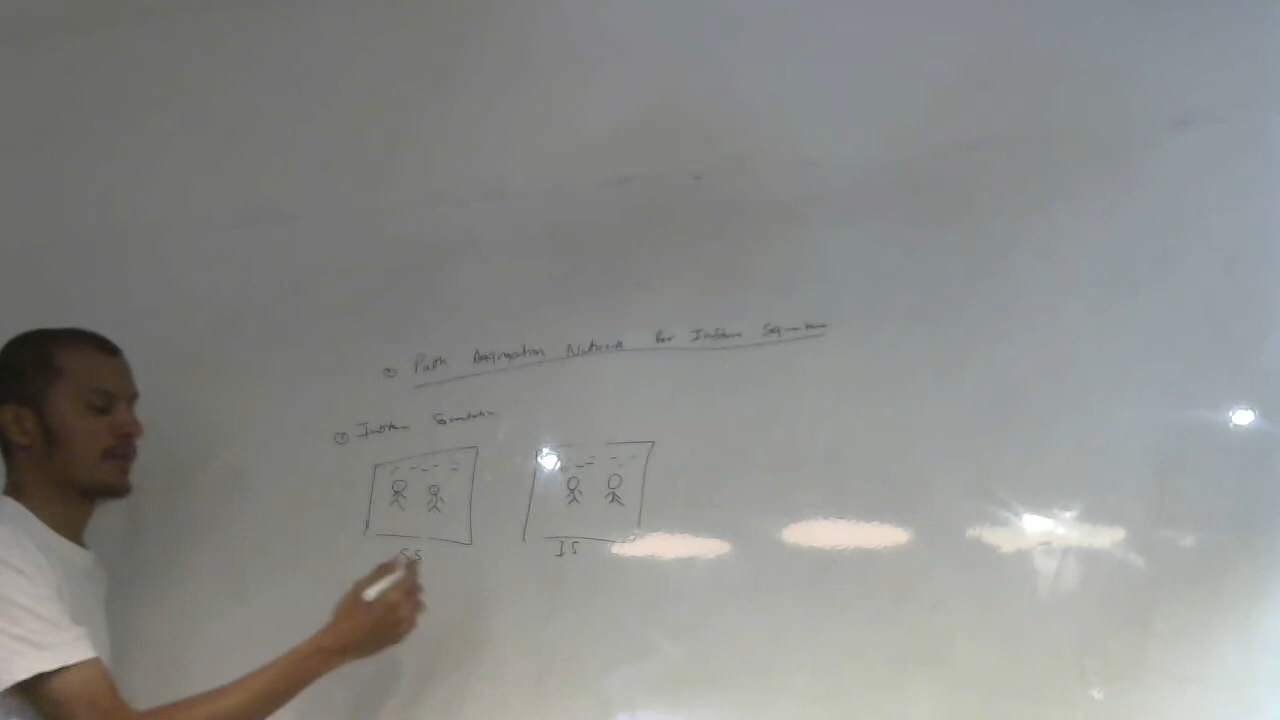 Path Aggregation Network for Instance Segmentation
Instance Segmentation
SS
IS